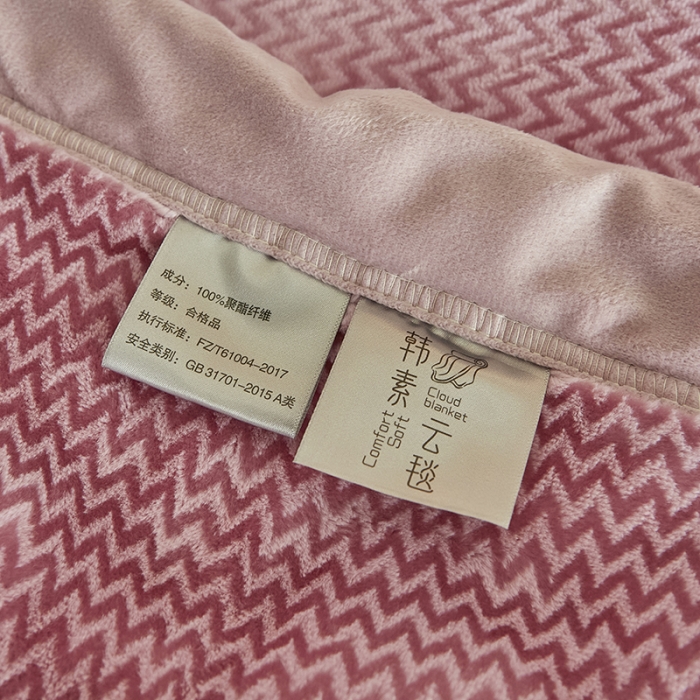 成分：100%聚酯纤维
等级：合格品
执行标准：FZ/T61004-2017
安全类别：GB 31701-2015 A类
韩素云毯
Cloud
blanket
Soft
Comfort